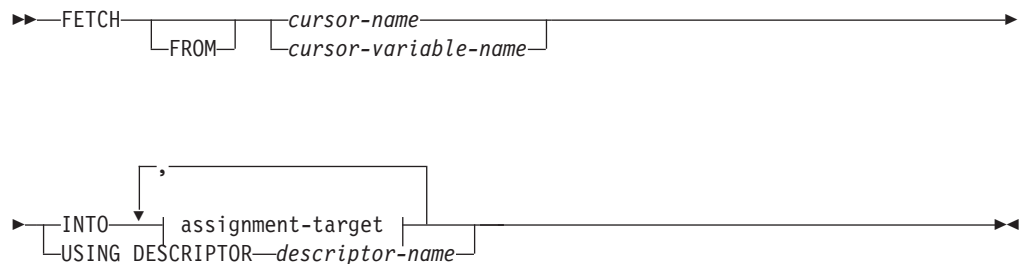 FETCH cursor-name
FROM cursor-variable-name
,
INTO assignment-target
USING DESCRIPTOR descriptor-name